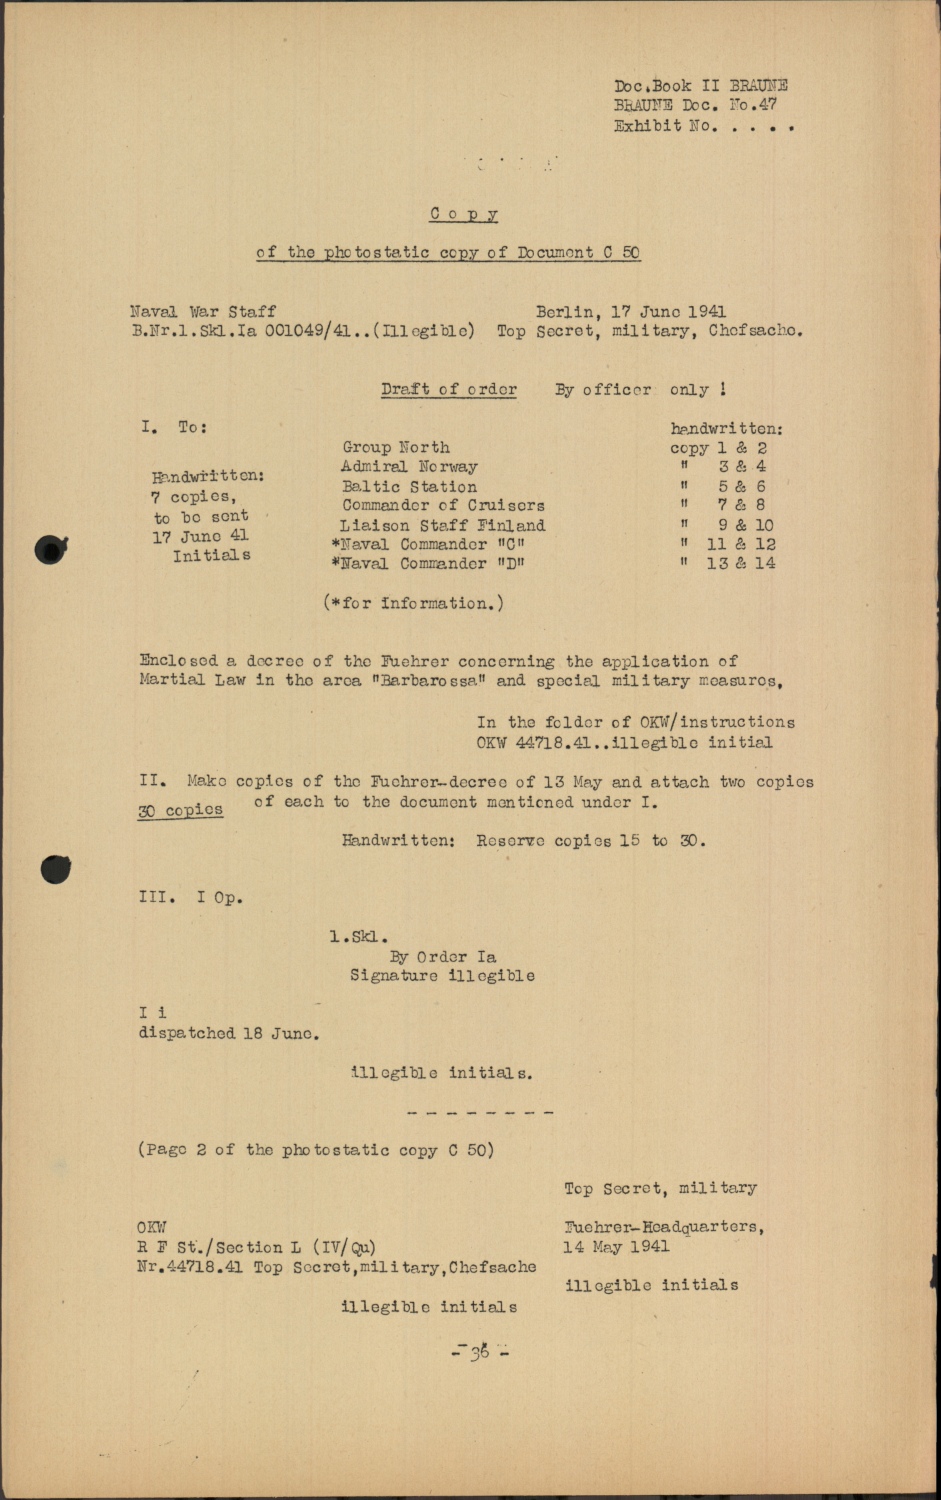 Doc.Book II BRAUNE
BRAUNE Doc. No.47
Exhibit No. . . . .
C o p y
of the photostatic copy of Document C 50
Naval War Staff Berlin, 17 June 1941
B.Nr.1.Skl.Ia 001049/41..(Illegible) Top Secret, military, Chefsache.
Draft of order By officer only !
I. To: handwritten:
Group North copy 1 & 2
Admiral Norway " 3 & 4
Handwritten:
7 copies,
to be sent
17 June 41
Initials
Baltic Station " 5 & 6
Commander of Cruisers " 7 & 8
Liaison Staff Finland " 9 & 10
*Naval Commander "C" " 11 & 12
*Naval Commander "D" " 13 & 14
(*for information.)
Enclosed a decree of the Fuehrer concerning the application of
Martial Law in the area "Barbarossa" and special military measures,
In the folder of OKW/instructions
OKW 44718.41..illegible initial
II. Make copies of the Fuehrer-decree of 13 May and attach two copies
30 copies of each to the document mentioned under I.
Handwritten: Reserve copies 15 to 30.
III. I Op.
1.Skl.
By Order Ia
Signature illegible
I i
dispatched 18 June.
illegible initials.
- - - - - - - -
(Page 2 of the photostatic copy C 50)
Top Secret, military
OKW Fuehrer-Headquarters,
R F St./Section L (IV/Qu) 14 May 1941
Nr.44718.41 Top Secret,military,Chefsache
illegible initials
illegible initials
- 36 -